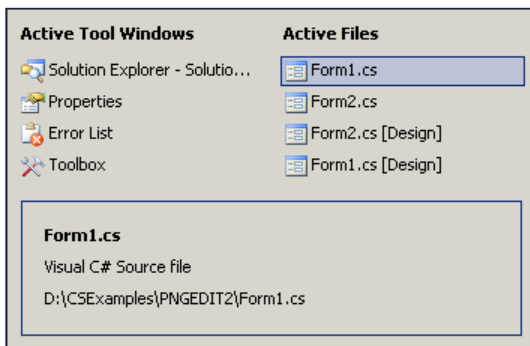 Active Tool Windows
Solution Explorer - Solutio...
Properties
Error List
Toolbox
Active Files
Form1.cs
Form2.cs
Form2.cs [Design]
Form1.cs [Design]
Form1.cs
Visual C# Source file
D:\CSExamples\PNGEDIT2\Form1.cs